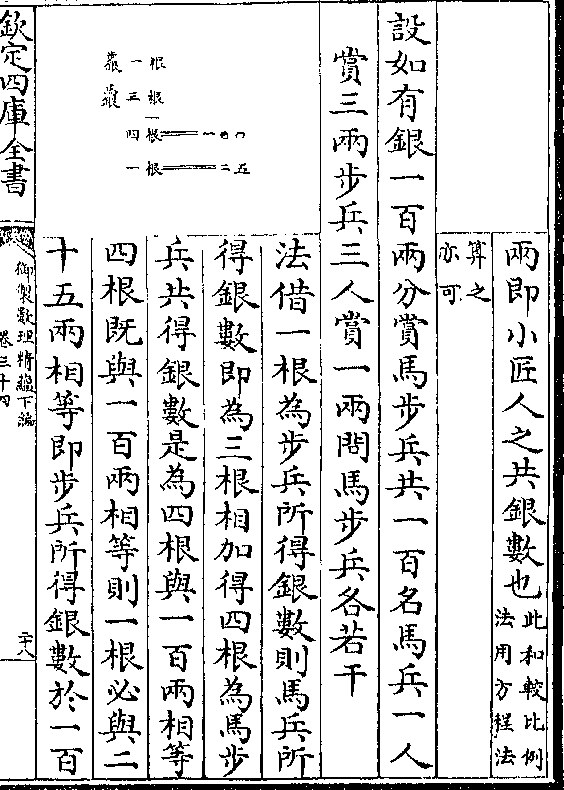 兩即小匠人之共銀數也此和較比例
法用方程法
算之
亦可
設如有銀一百兩分賞馬步兵共一百名馬兵一人
賞三兩步兵三人賞一兩問馬步兵各若干
法借一根為步兵所得銀數則馬兵所
得銀數即為三根相加得四根為馬步
兵共得銀數是為四根與一百兩相等
四根既與一百兩相等則一根必與二
十五兩相等即步兵所得銀數於一百
一根
三根
四根 一〇〇
一根 二五
欽定四庫全書
御製數理精蘊下編
卷三十四
二十八